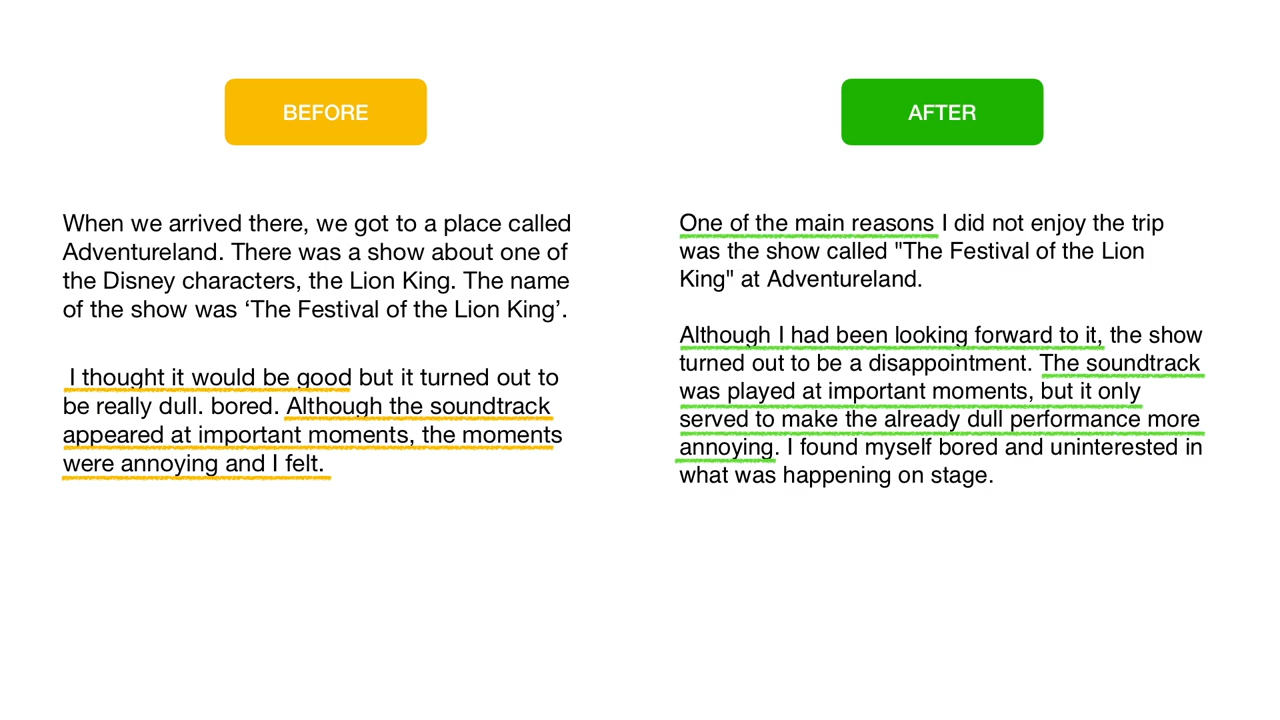 BEFORE
When we arrived there, we got to a place called
Adventureland. There was a show about one of
the Disney characters, the Lion King. The name
of the show was ‘The Festival of the Lion King’.
I thought it would be good but it turned out to
be really dull. bored. Although the soundtrack
appeared at important moments, the moments
were annoying and I felt.
AFTER
One of the main reasons I did not enjoy the trip
was the show called "The Festival of the Lion
King" at Adventureland.
Although I had been looking forward to it, the show
turned out to be a disappointment. The soundtrack
was played at important moments, but it only
served to make the already dull performance more
annoying. I found myself bored and uninterested in
what was happening on stage.